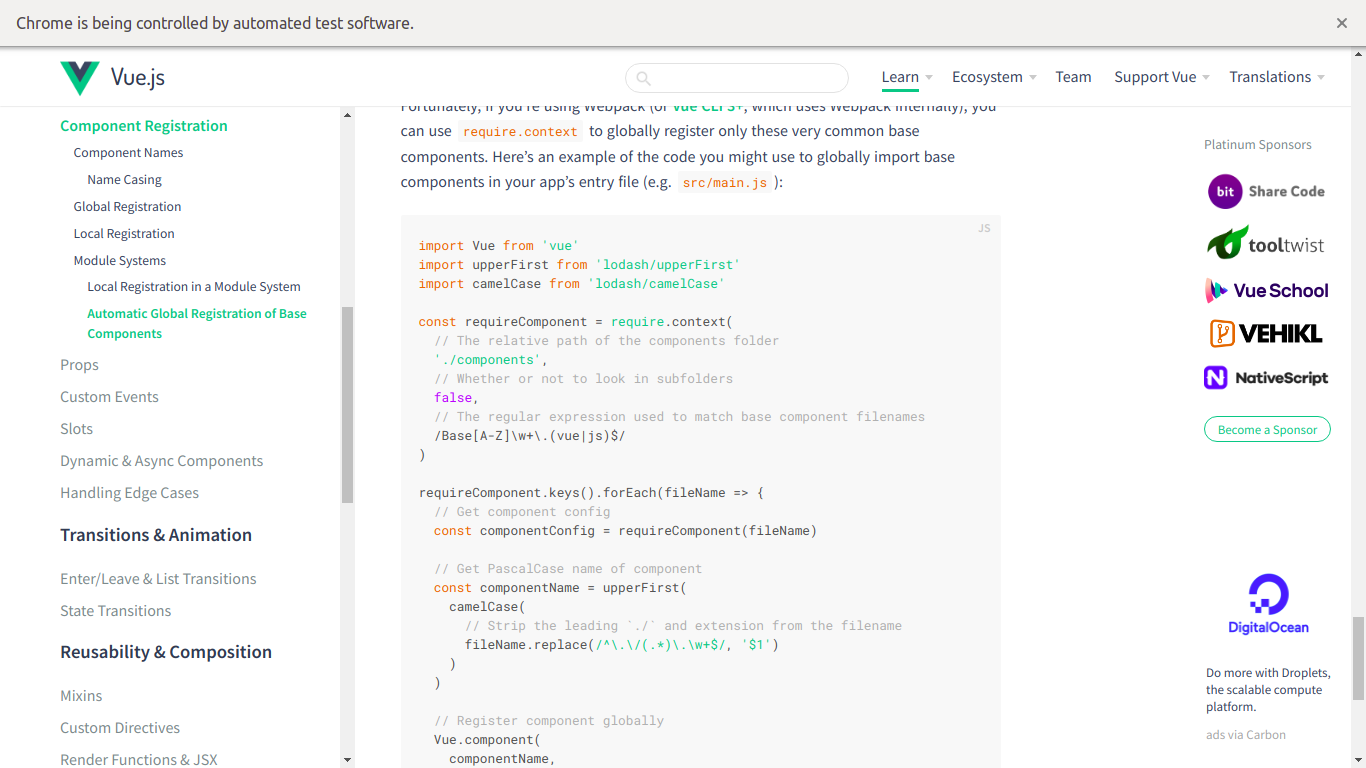 Chrome is being controlled by automated test software.
Vue.js
Learn
Ecosystem
Team
Support Vue
Translations
Component Registration
Component Names
Name Casing
Global Registration
Local Registration
Module Systems
Local Registration in a Module System
Automatic Global Registration of Base
Components
Props
Custom Events
Slots
Dynamic & Async Components
Handling Edge Cases
Transitions & Animation
Enter/Leave & List Transitions
State Transitions
Reusability & Composition
Mixins
Custom Directives
Render Functions & JSX
Fortunately, if you're using Webpack (or Vue CLI 3+, which uses Webpack internally), you
can use require.context to globally register only these very common base
components. Here's an example of the code you might use to globally import base
components in your app's entry file (e.g. src/main.js ):
JS
import Vue from 'vue'
import upperFirst from 'lodash/upperFirst'
import camelCase from 'lodash/camelCase'
const requireComponent = require.context(
// The relative path of the components folder
'./components',
// Whether or not to look in subfolders
false,
// The regular expression used to match base component filenames
/Base[A-Z]\w+\.(vue|js)$/
)
requireComponent.keys().forEach(fileName => {
// Get component config
const componentConfig = requireComponent(fileName)
// Get PascalCase name of component
const componentName = upperFirst(
camelCase(
// Strip the leading `./` and extension from the filename
fileName.replace(/^\.\/(.*)\.\w+$/, '$1')
)
)
// Register component globally
Vue.component(
componentName,
Platinum Sponsors
bit Share Code
tooltwist
Vue School
VEHIKL
NativeScript
Become a Sponsor
DigitalOcean
Do more with Droplets,
the scalable compute
platform.
ads via Carbon